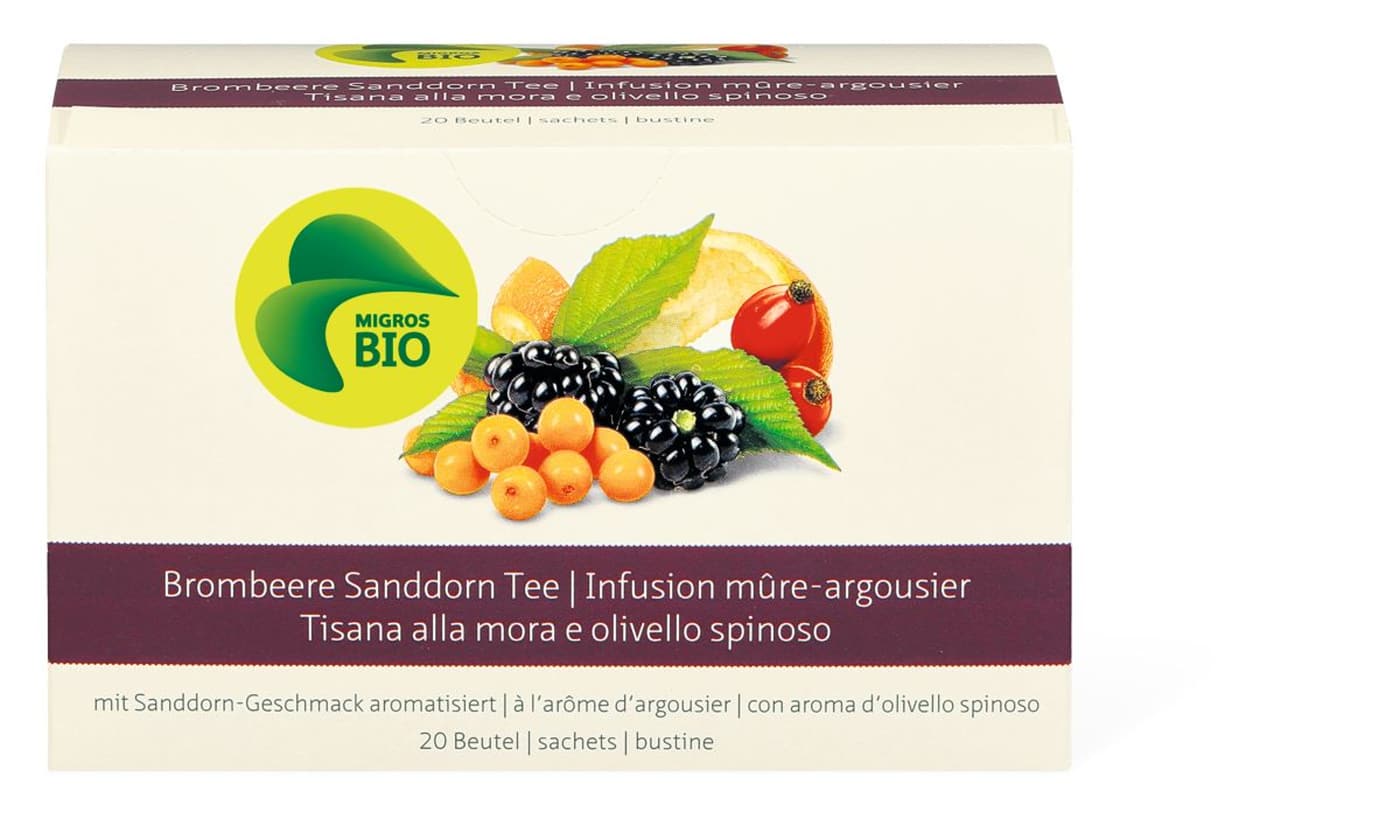 MIGROS
BIO
Brombeere Sanddorn Tee | Infusion mûre-argousier
Tisana alla mora e olivello spinoso
20 Beutel | sachets | bustine
MIGROS
BIO
Brombeere Sanddorn Tee | Infusion mûre-argousier
Tisana alla mora e olivello spinoso
mit Sanddorn-Geschmack aromatisiert | à l'arôme d'argousier | con aroma d'olivello spinoso
20 Beutel | sachets | bustine